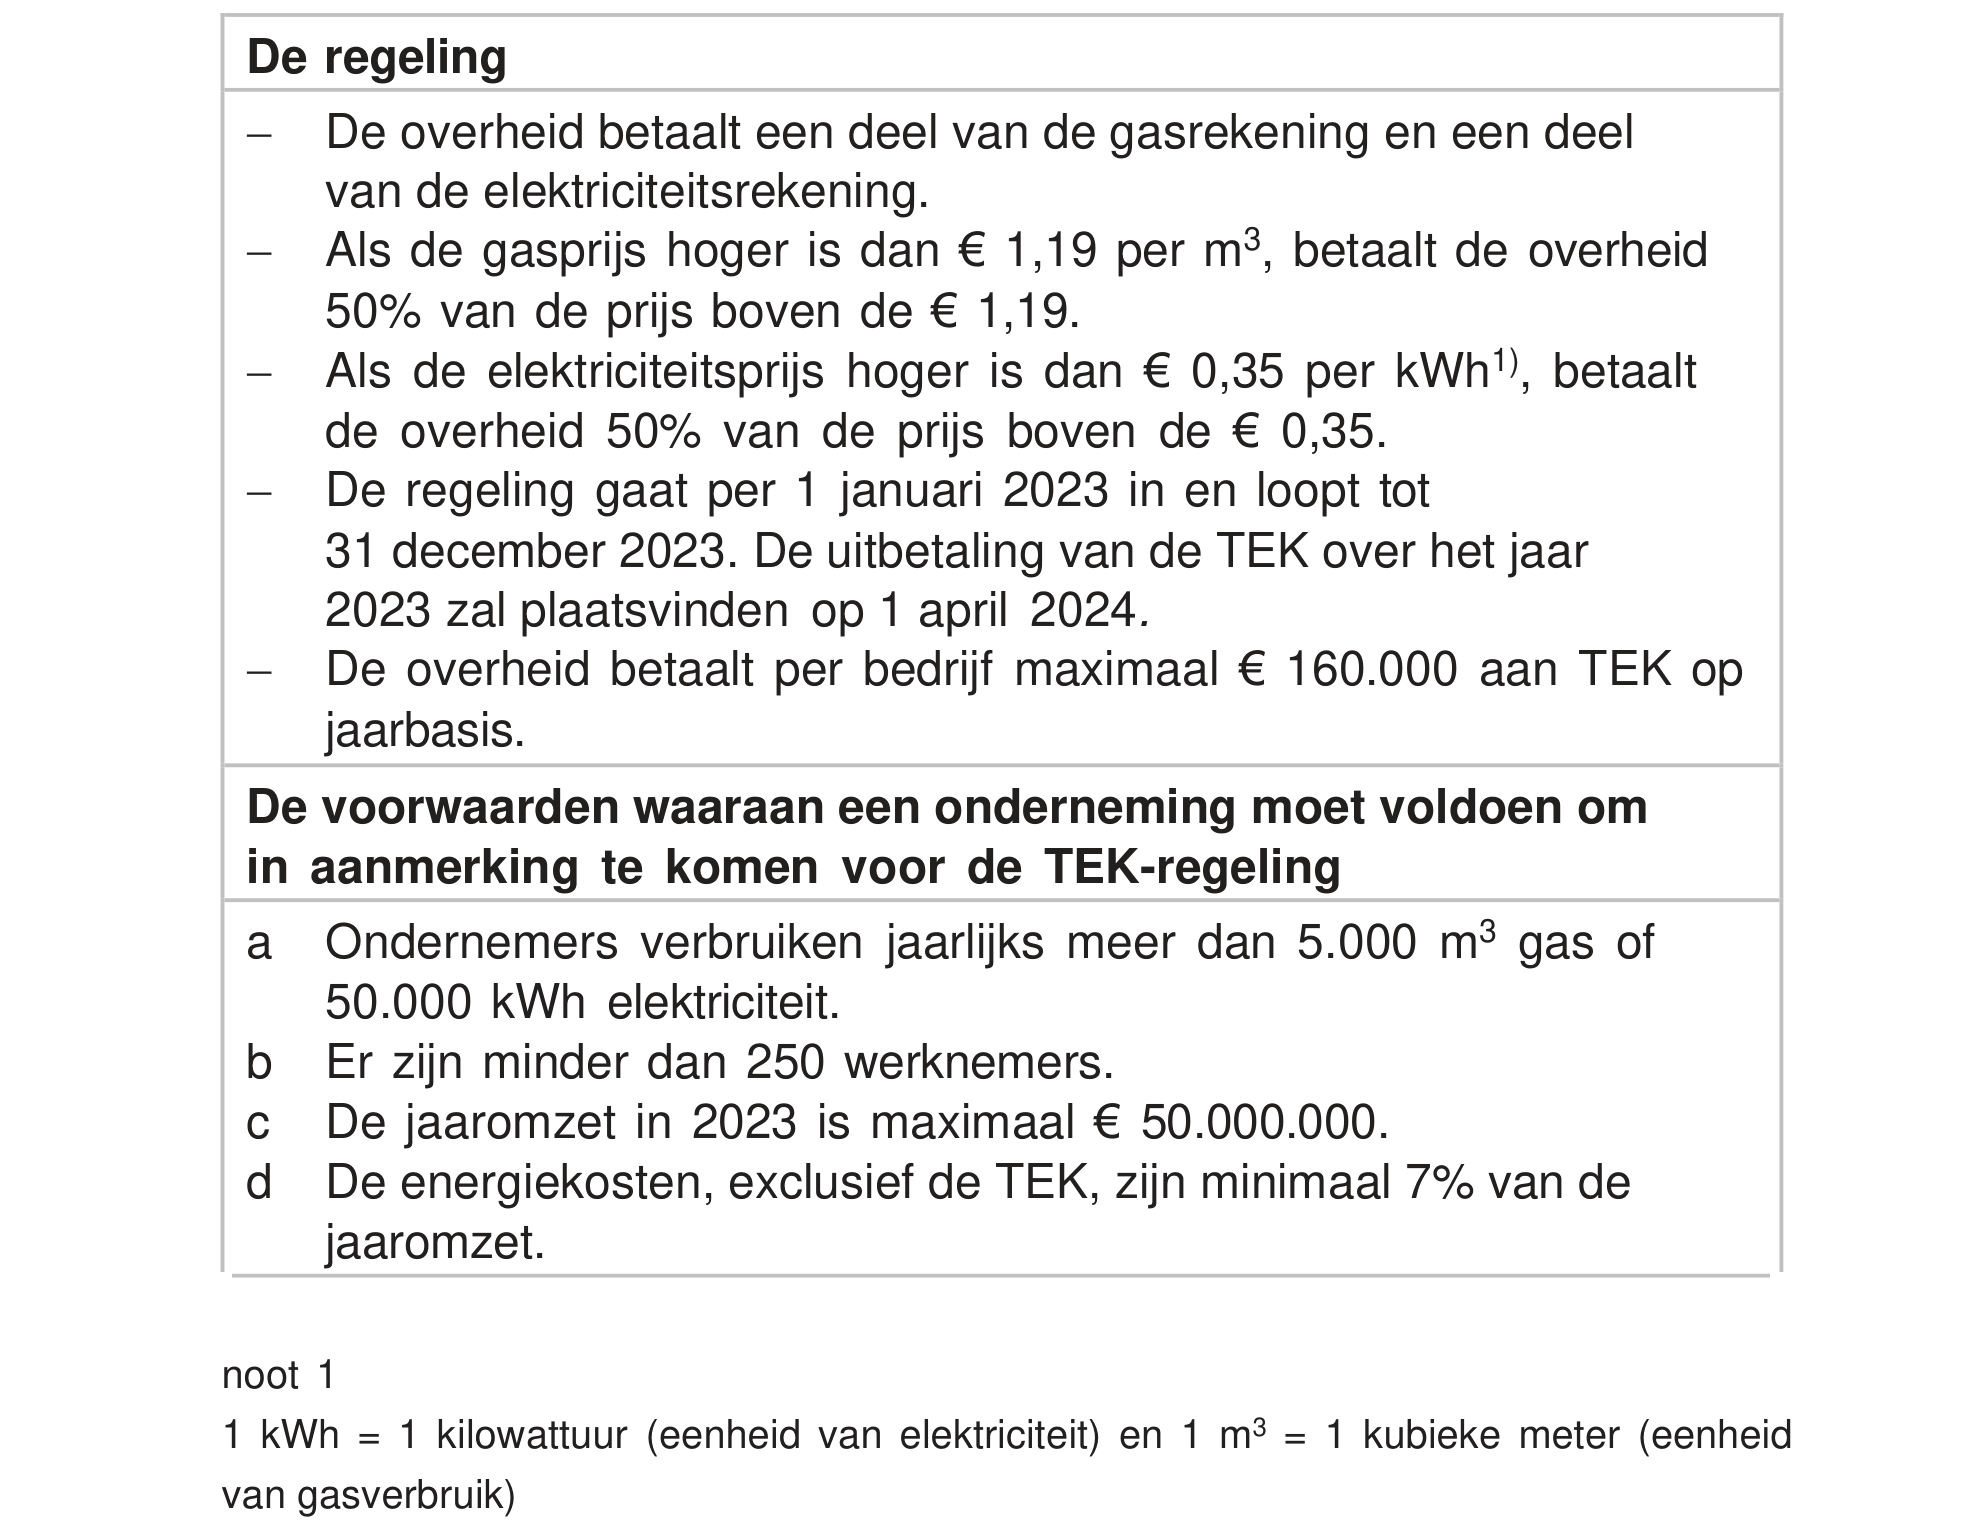 De regeling
– De overheid betaalt een deel van de gasrekening en een deel
van de elektriciteitsrekening.
– Als de gasprijs hoger is dan € 1,19 per m³, betaalt de overheid
50% van de prijs boven de € 1,19.
– Als de elektriciteitsprijs hoger is dan € 0,35 per kWh¹⁾, betaalt
de overheid 50% van de prijs boven de € 0,35.
– De regeling gaat per 1 januari 2023 in en loopt tot
31 december 2023. De uitbetaling van de TEK over het jaar
2023 zal plaatsvinden op 1 april 2024.
– De overheid betaalt per bedrijf maximaal € 160.000 aan TEK op
jaarbasis.
De voorwaarden waaraan een onderneming moet voldoen om
in aanmerking te komen voor de TEK-regeling
a Ondernemers verbruiken jaarlijks meer dan 5.000 m³ gas of
50.000 kWh elektriciteit.
b Er zijn minder dan 250 werknemers.
c De jaaromzet in 2023 is maximaal € 50.000.000.
d De energiekosten, exclusief de TEK, zijn minimaal 7% van de
jaaromzet.
noot 1
1 kWh = 1 kilowattuur (eenheid van elektriciteit) en 1 m³ = 1 kubieke meter (eenheid
van gasverbruik)